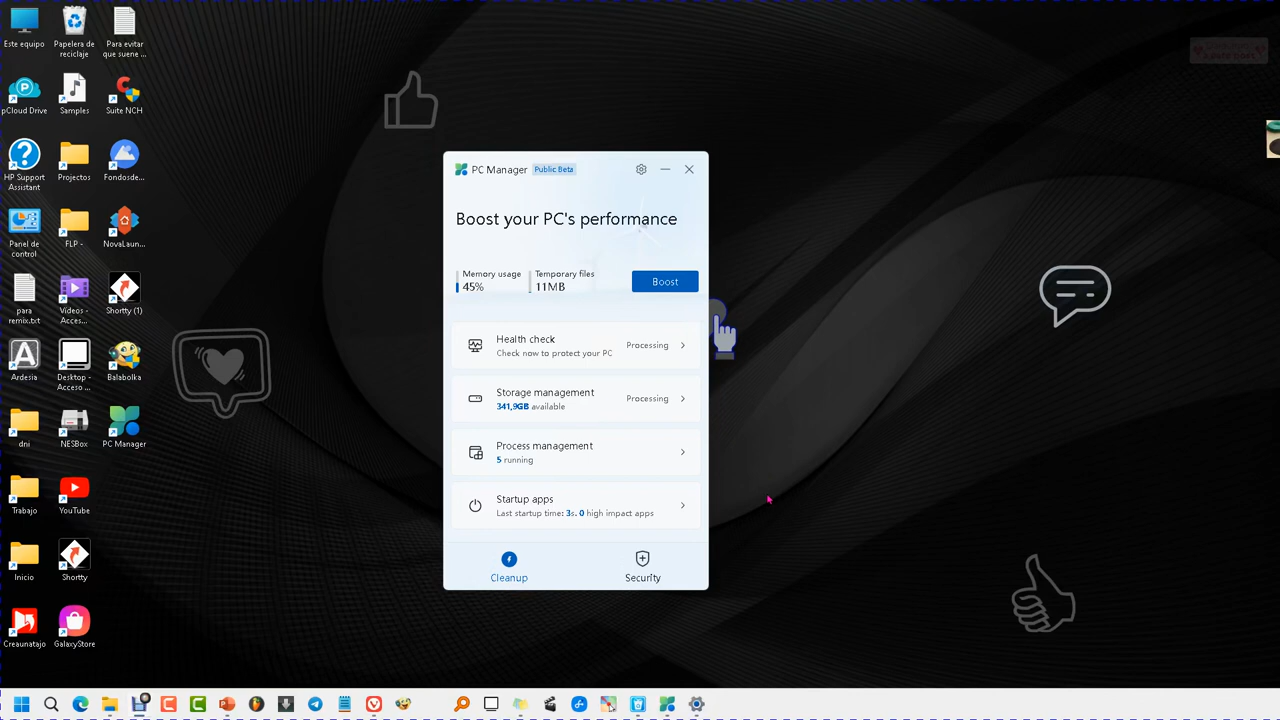 Este equipo
Papelera de
reciclaje
Para evitar
que suene ...
pCloud Drive
Samples
Suite NCH
HP Support
Assistant
Projectos
Fondosde...
Panel de
control
FLP -
NovaLaun...
para
remix.txt
Vídeos -
Acces...
Shortty (1)
Ardesia
Desktop -
Acceso ...
Balabolka
dni
NESBox
PC Manager
Trabajo
YouTube
Inicio
Shortty
Creaunatajo
GalaxyStore
PC Manager
Public Beta
Boost your PC's performance
Memory usage
45%
Temporary files
11MB
Boost
Health check
Check now to protect your PC
Processing
Storage management
341,9GB available
Processing
Process management
5 running
Startup apps
Last startup time: 3s. 0 high impact apps
Cleanup
Security